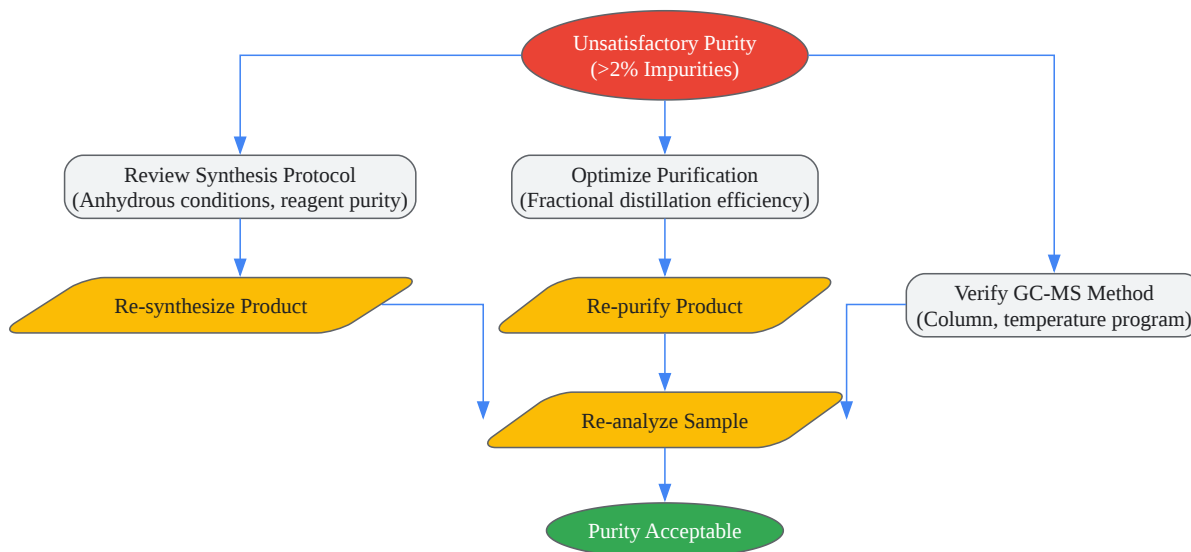 Unsatisfactory Purity
(>2% Impurities)
Review Synthesis Protocol
(Anhydrous conditions, reagent purity)
Optimize Purification
(Fractional distillation efficiency)
Re-synthesize Product
Re-purify Product
Verify GC-MS Method
(Column, temperature program)
Re-analyze Sample
Purity Acceptable